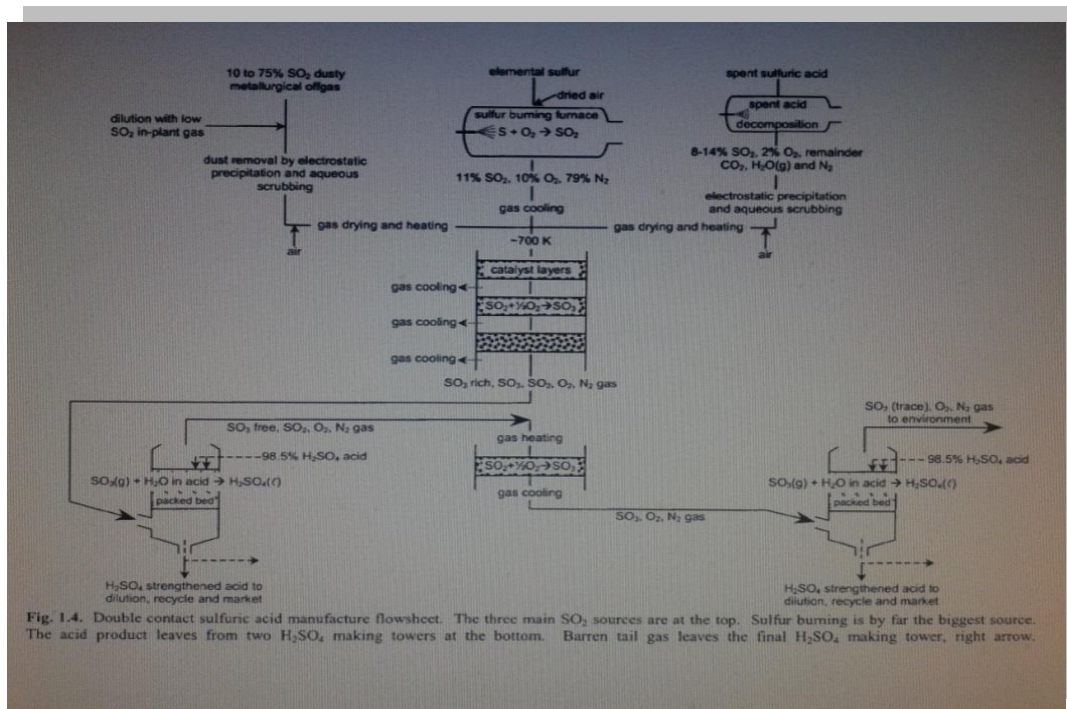 10 to 75% SO₂ dusty
metallurgical offgas
dilution with low
SO₂ in-plant gas
dust removal by electrostatic
precipitation and aqueous
scrubbing
gas drying and heating
air
elemental sulfur
dried air
sulfur burning furnace
S + O₂ → SO₂
11% SO₂, 10% O₂, 79% N₂
gas cooling
~700 K
spent sulfuric acid
spent acid
decomposition
8-14% SO₂, 2% O₂, remainder
CO₂, H₂O(g) and N₂
electrostatic precipitation
and aqueous scrubbing
gas drying and heating
air
catalyst layers
gas cooling
SO₂+½O₂→SO₃
gas cooling
gas cooling
SO₃ rich, SO₃, SO₂, O₂, N₂ gas
SO₃ free, SO₂, O₂, N₂ gas
98.5% H₂SO₄ acid
SO₃(g) + H₂O in acid → H₂SO₄(ℓ)
packed bed
H₂SO₄ strengthened acid to
dilution, recycle and market
gas heating
SO₂+½O₂→SO₃
gas cooling
SO₃, O₂, N₂ gas
SO₂ (trace), O₂, N₂ gas
to environment
98.5% H₂SO₄ acid
SO₃(g) + H₂O in acid → H₂SO₄(ℓ)
packed bed
H₂SO₄ strengthened acid to
dilution, recycle and market
Fig. 1.4. Double contact sulfuric acid manufacture flowsheet. The three main SO₂ sources are at the top. Sulfur burning is by far the biggest source.
The acid product leaves from two H₂SO₄ making towers at the bottom. Barren tail gas leaves the final H₂SO₄ making tower, right arrow.